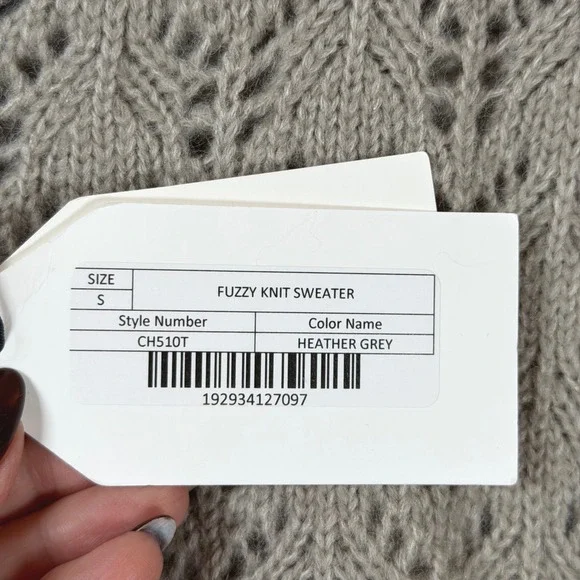 SIZE
S
FUZZY KNIT SWEATER
Style Number Color Name
CH510T HEATHER GREY
192934127097